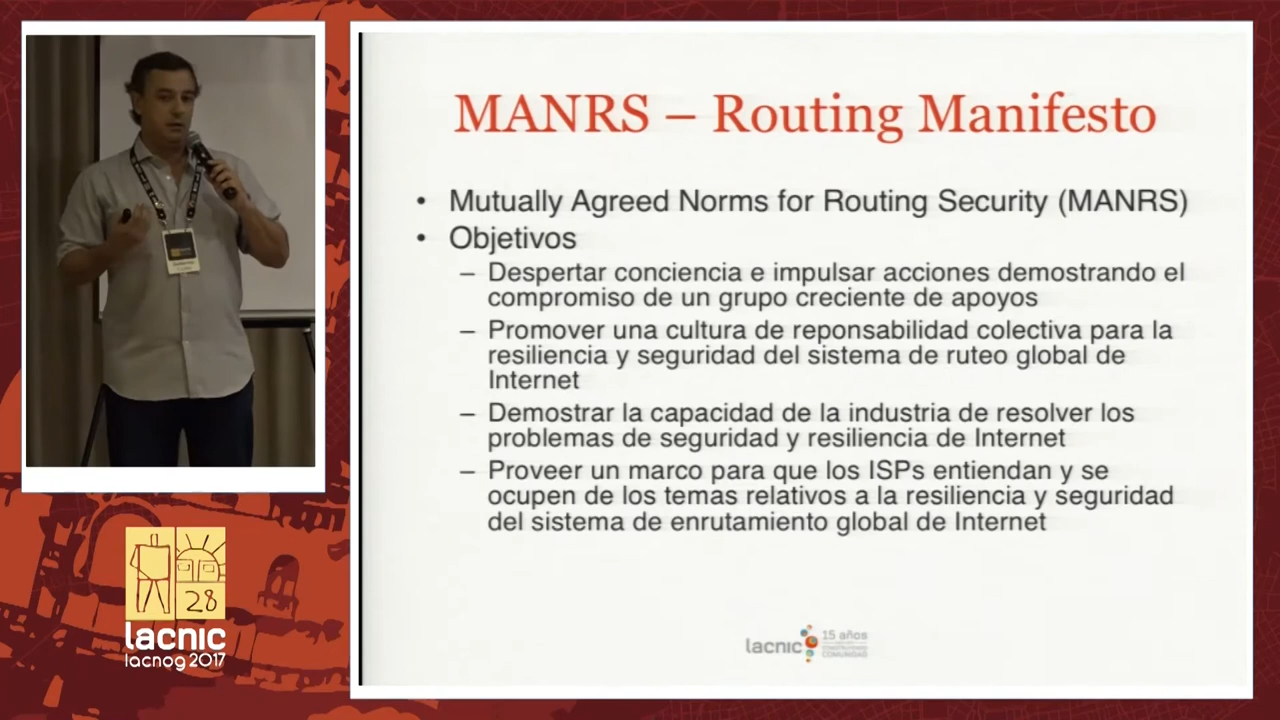 MANRS – Routing Manifesto
• Mutually Agreed Norms for Routing Security (MANRS)
• Objetivos
– Despertar conciencia e impulsar acciones demostrando el
compromiso de un grupo creciente de apoyos
– Promover una cultura de reponsabilidad colectiva para la
resiliencia y seguridad del sistema de ruteo global de
Internet
– Demostrar la capacidad de la industria de resolver los
problemas de seguridad y resiliencia de Internet
– Proveer un marco para que los ISPs entiendan y se
ocupen de los temas relativos a la resiliencia y seguridad
del sistema de enrutamiento global de Internet
lacnic
15 años
28
lacnic
lacnog 2017